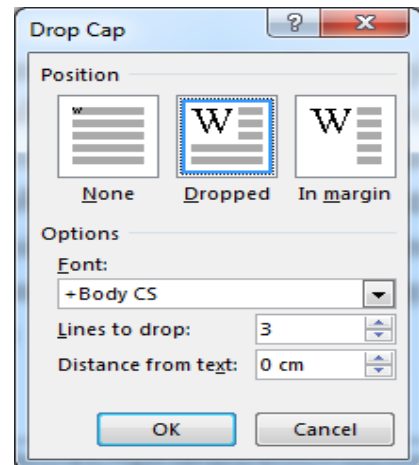 Drop Cap
?
Position
W W W
None Dropped In margin
Options
Font:
+Body CS
Lines to drop: 3
Distance from text: 0 cm
OK Cancel